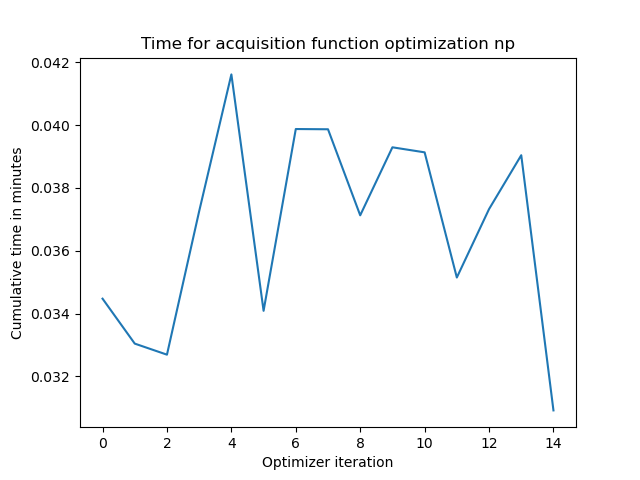 Time for acquisition function optimization np
0.042
0.040
0.038
0.036
0.034
0.032
Cumulative time in minutes
0 2 4 6 8 10 12 14
Optimizer iteration